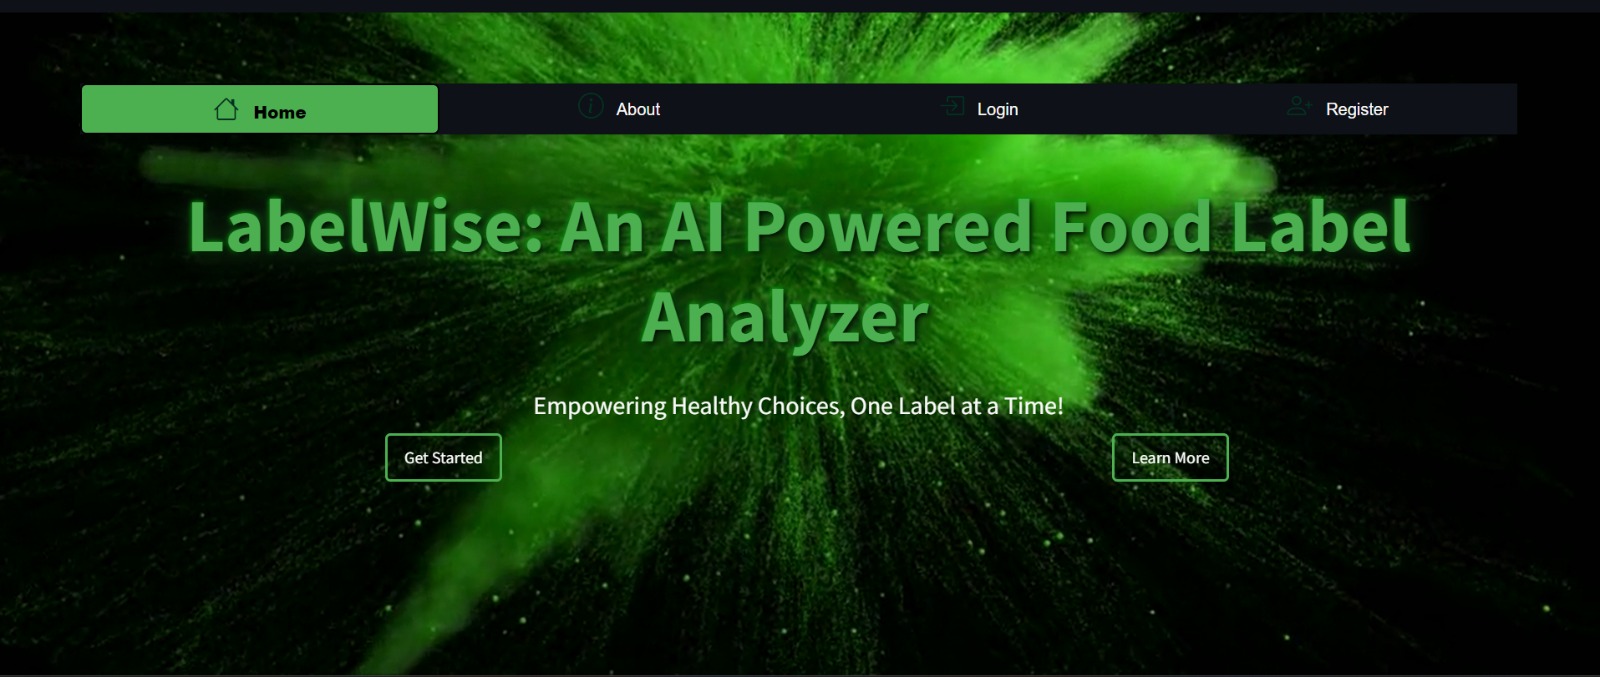 Home
About
Login
Register
LabelWise: An AI Powered Food Label
Analyzer
Empowering Healthy Choices, One Label at a Time!
Get Started
Learn More